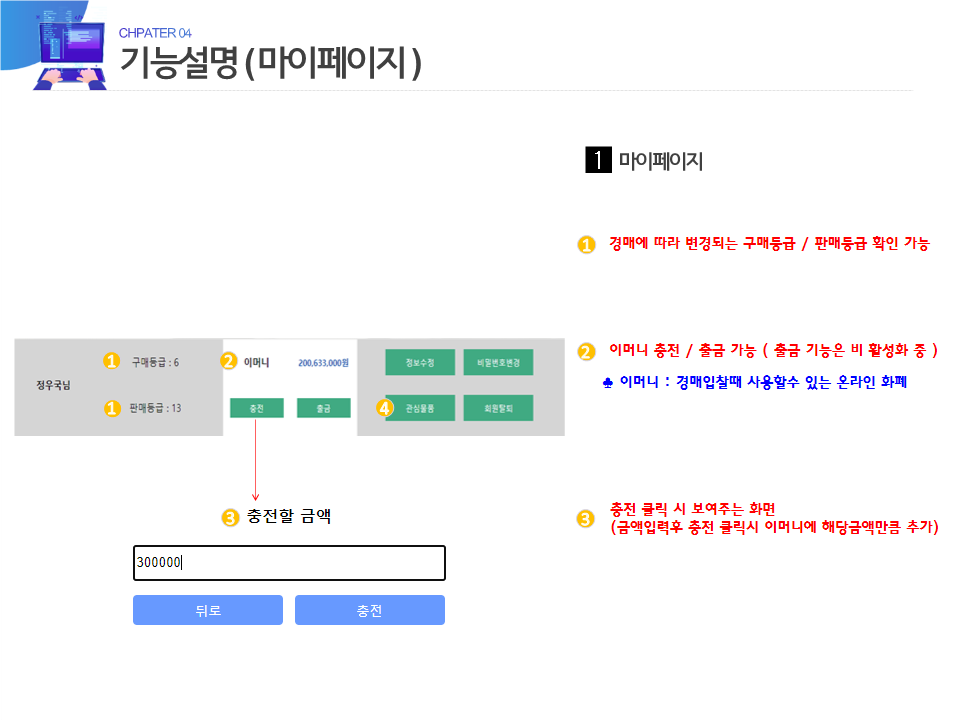 CHPATER 04
기능설명 ( 마이페이지 )
1 마이페이지
1 경매에 따라 변경되는 구매등급 / 판매등급 확인 가능
2 이머니 충전 / 출금 가능 ( 출금 기능은 비 활성화 중 )
♣ 이머니 : 경매입찰때 사용할수 있는 온라인 화폐
3 충전 클릭 시 보여주는 화면
(금액입력후 충전 클릭시 이머니에 해당금액만큼 추가)
정우국님
1 구매등급 : 6
1 판매등급 : 13
2 이머니 200,633,000원
충전 출금
정보수정 비밀번호변경
4 관심물품 회원탈퇴
3 충전할 금액
300000
뒤로 충전